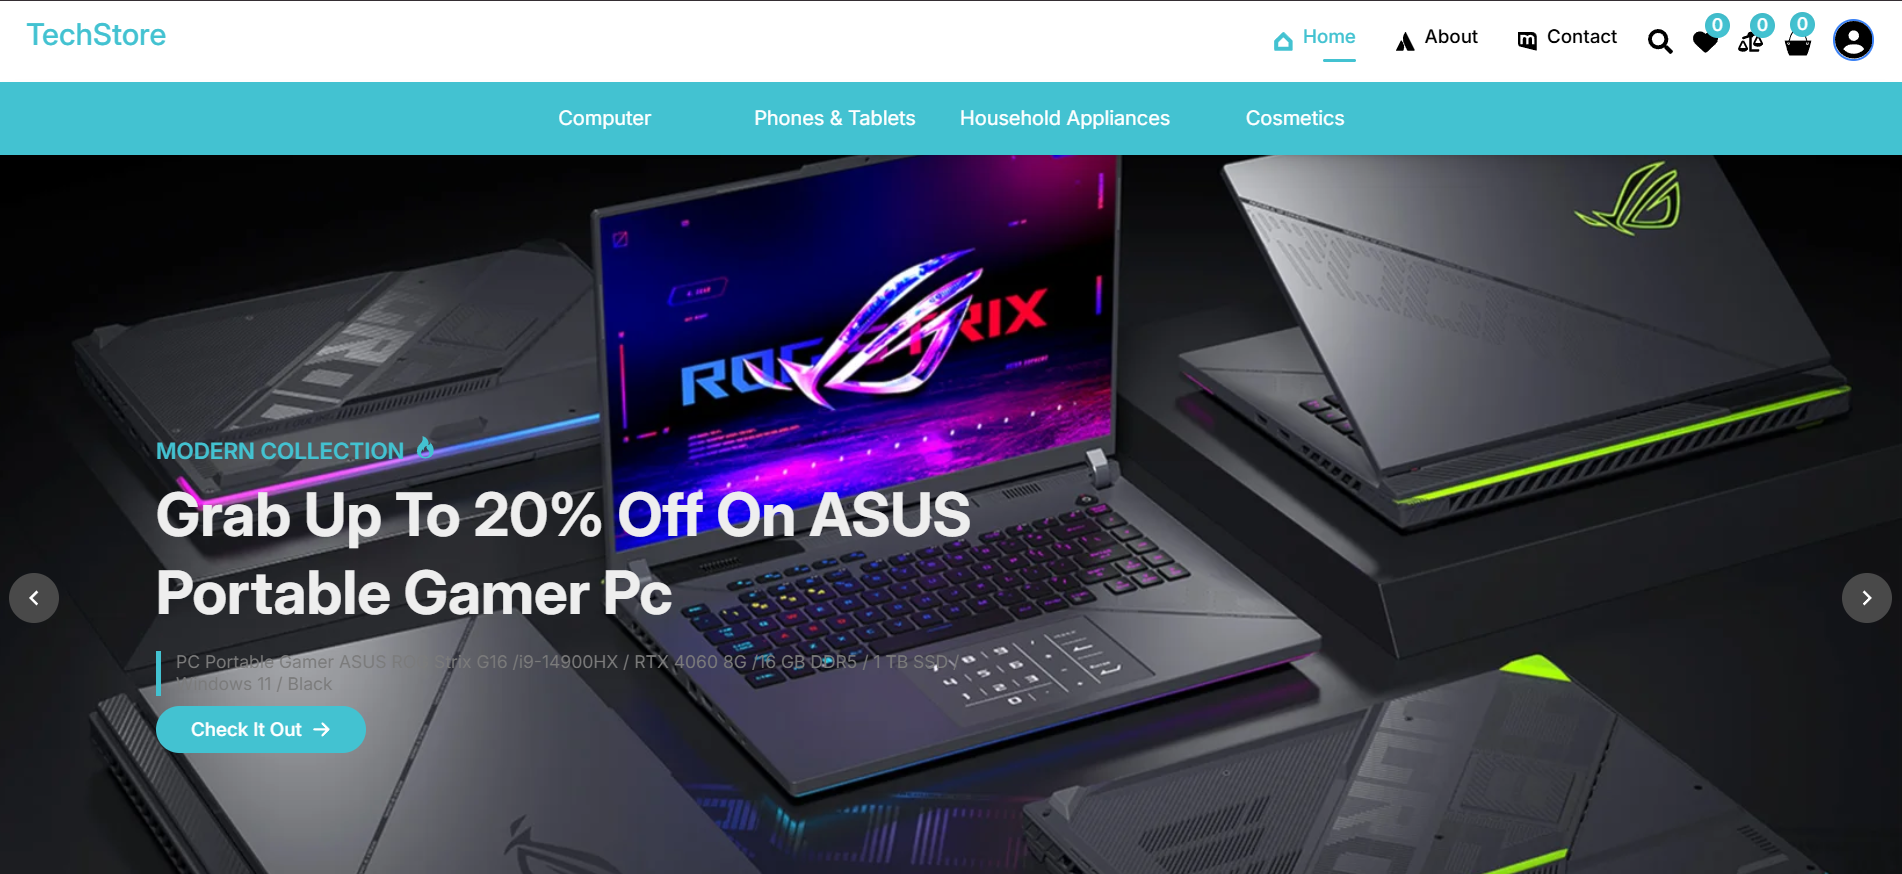 TechStore
Home
About
Contact
0
0
0
Computer
Phones & Tablets
Household Appliances
Cosmetics
ROG STRIX
MODERN COLLECTION
Grab Up To 20% Off On ASUS
Portable Gamer Pc
PC Portable Gamer ASUS ROG Strix G16 /i9-14900HX / RTX 4060 8G /16 GB DDR5 / 1 TB SSD /
Windows 11 / Black
Check It Out